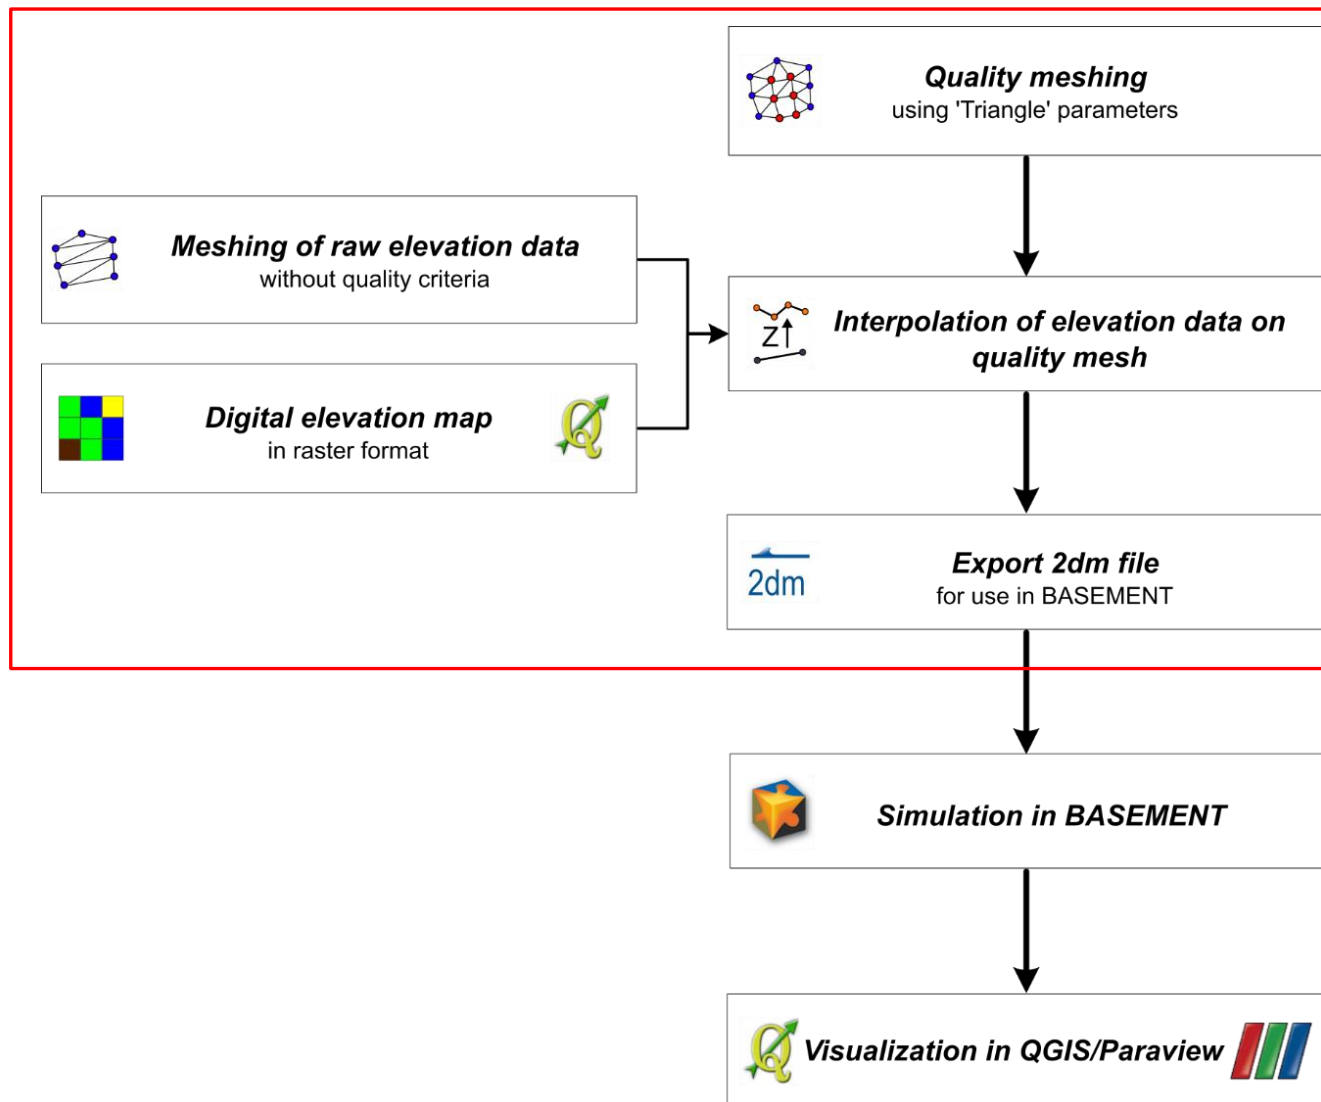 Quality meshing
using 'Triangle' parameters
Meshing of raw elevation data
without quality criteria
Digital elevation map
in raster format
Z
Interpolation of elevation data on
quality mesh
2dm
Export 2dm file
for use in BASEMENT
Simulation in BASEMENT
Visualization in QGIS/Paraview